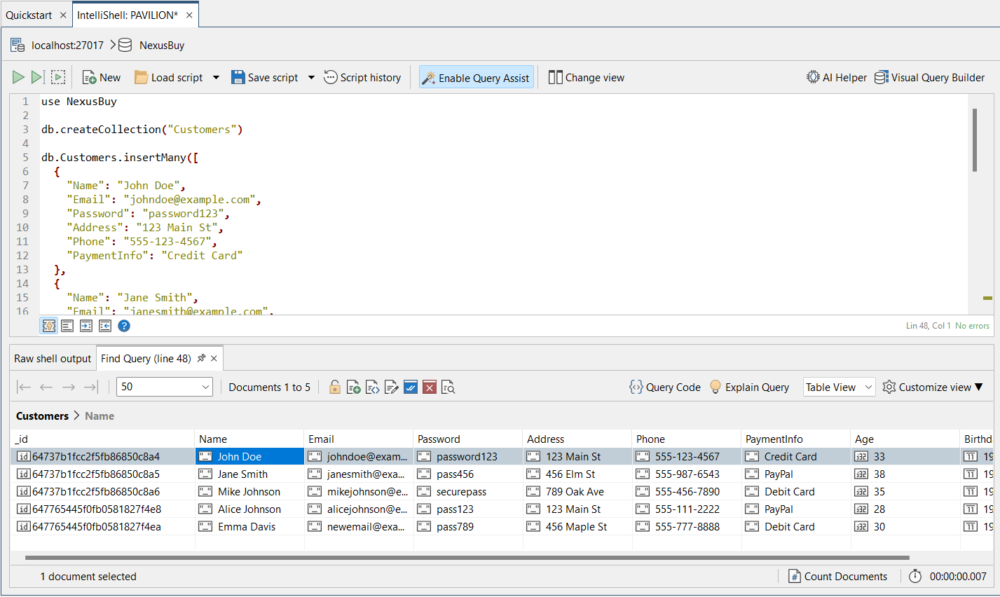 Quickstart × IntelliShell: PAVILION* ×
localhost:27017 NexusBuy
New Load script Save script Script history Enable Query Assist Change view AI Helper Visual Query Builder
1 use NexusBuy
2
3 db.createCollection("Customers")
4
5 db.Customers.insertMany([
6 {
7 "Name": "John Doe",
8 "Email": "johndoe@example.com",
9 "Password": "password123",
10 "Address": "123 Main St",
11 "Phone": "555-123-4567",
12 "PaymentInfo": "Credit Card"
13 },
14 {
15 "Name": "Jane Smith",
16 "Email": "janesmith@example.com",
Lin 48, Col 1 No errors
Raw shell output Find Query (line 48) ×
50 Documents 1 to 5 Query Code Explain Query Table View Customize view
Customers > Name
_id Name Email Password Address Phone PaymentInfo Age Birthd
id 64737b1fcc2f5fb86850c8a4 "_" John Doe "_" johndoe@exam... "_" password123 "_" 123 Main St "_" 555-123-4567 "_" Credit Card i32 33 19
id 64737b1fcc2f5fb86850c8a5 "_" Jane Smith "_" janesmith@exa... "_" pass456 "_" 456 Elm St "_" 555-987-6543 "_" PayPal i32 38 19
id 64737b1fcc2f5fb86850c8a6 "_" Mike Johnson "_" mikejohnson@e... "_" securepass "_" 789 Oak Ave "_" 555-456-7890 "_" Debit Card i32 35 19
id 647765445f0fb0581827f4e8 "_" Alice Johnson "_" alicejohnson@e... "_" pass123 "_" 123 Main St "_" 555-111-2222 "_" PayPal i32 28 19
id 647765445f0fb0581827f4ea "_" Emma Davis "_" newemail@exa... "_" pass789 "_" 456 Maple St "_" 555-777-8888 "_" Debit Card i32 30 19
1 document selected Count Documents 00:00:00.007